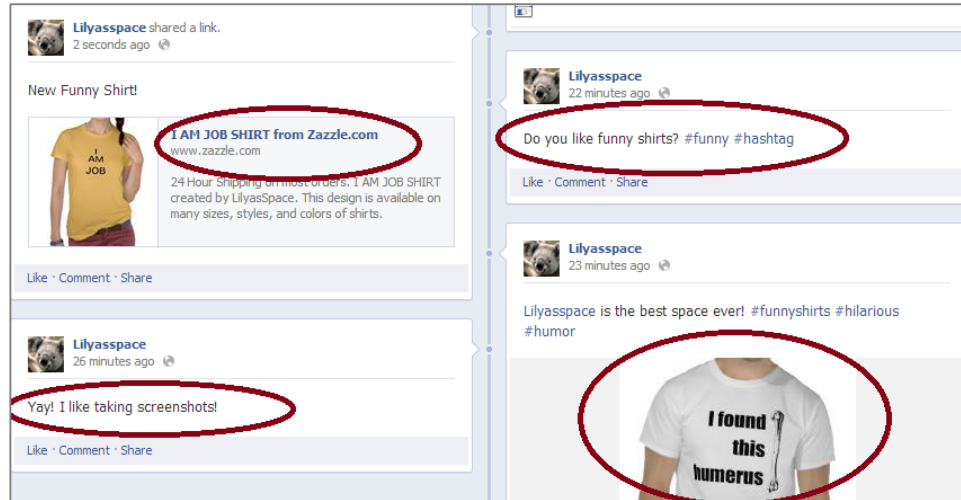 Lilyasspace shared a link.
2 seconds ago
New Funny Shirt!
I AM JOB SHIRT from Zazzle.com
www.zazzle.com
24 Hour Shipping on most orders. I AM JOB SHIRT
created by LilyasSpace. This design is available on
many sizes, styles, and colors of shirts.
I
AM
JOB
Like · Comment · Share
Lilyasspace
26 minutes ago
Yay! I like taking screenshots!
Like · Comment · Share
Lilyasspace
22 minutes ago
Do you like funny shirts? #funny #hashtag
Like · Comment · Share
Lilyasspace
23 minutes ago
Lilyasspace is the best space ever! #funnyshirts #hilarious
#humor
I found
this
humerus